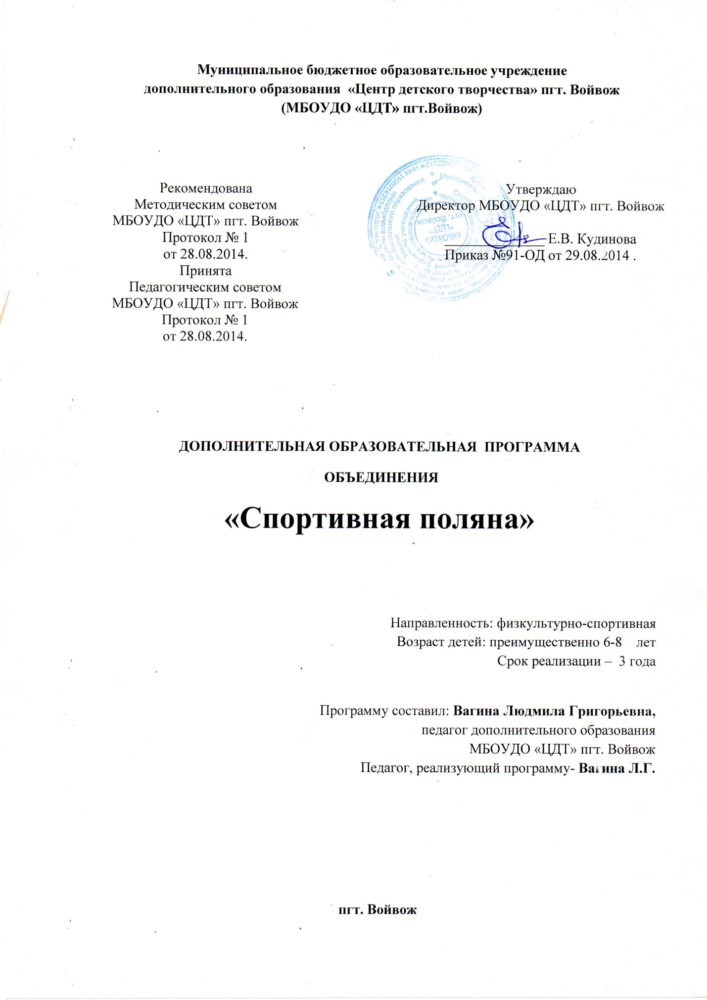 Муниципальное бюджетное образовательное учреждение
дополнительного образования «Центр детского творчества» пгт. Войвож
(МБОУДО «ЦДТ» пгт.Войвож)
Рекомендована
Методическим советом
МБОУДО «ЦДТ» пгт. Войвож
Протокол № 1
от 28.08.2014.
Принята
Педагогическим советом
МБОУДО «ЦДТ» пгт. Войвож
Протокол № 1
от 28.08.2014.
Утверждаю
Директор МБОУДО «ЦДТ» пгт. Войвож
Е.В. Кудинова
Приказ №91-ОД от 29.08.2014 .
МБОУДО
"ЦДТ"
пгт. Войвож
ДОПОЛНИТЕЛЬНАЯ ОБРАЗОВАТЕЛЬНАЯ ПРОГРАММА
ОБЪЕДИНЕНИЯ
«Спортивная поляна»
Направленность: физкультурно-спортивная
Возраст детей: преимущественно 6-8 лет
Срок реализации – 3 года
Программу составил: Вагина Людмила Григорьевна,
педагог дополнительного образования
МБОУДО «ЦДТ» пгт. Войвож
Педагог, реализующий программу- Вагина Л.Г.
пгт. Войвож